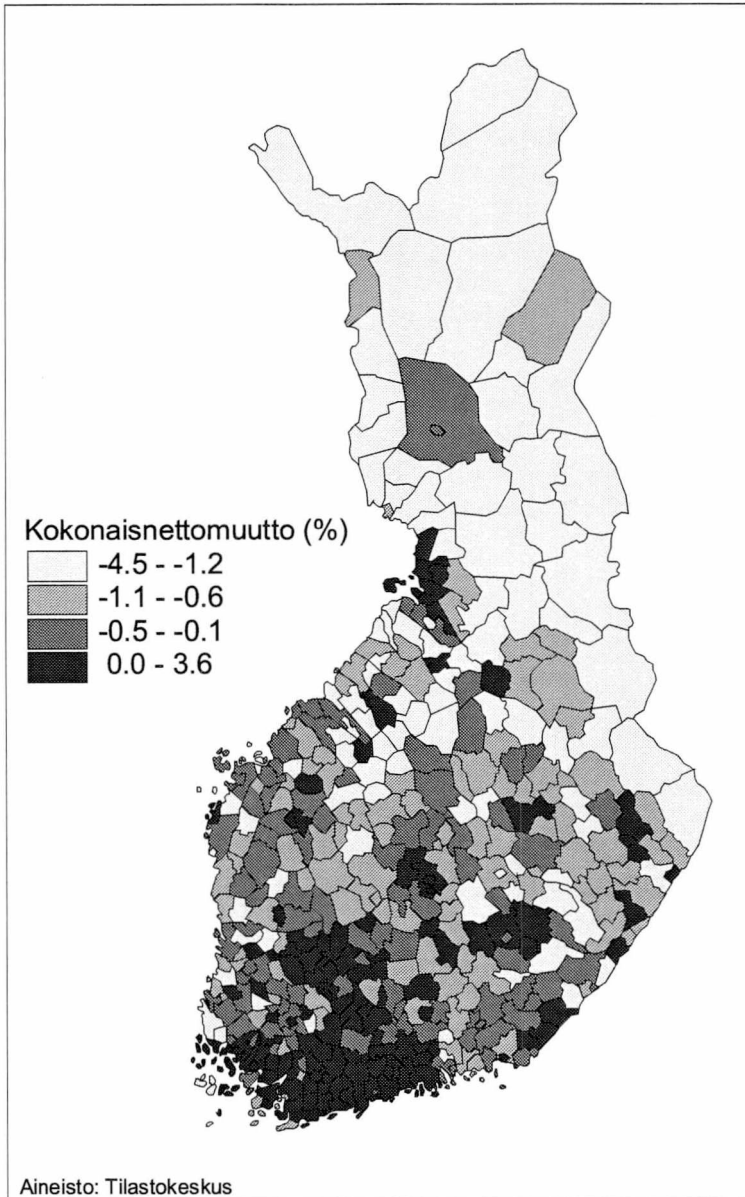 Kokonaisnettomuutto (%)
-4.5 - -1.2
-1.1 - -0.6
-0.5 - -0.1
0.0 - 3.6
Aineisto: Tilastokeskus